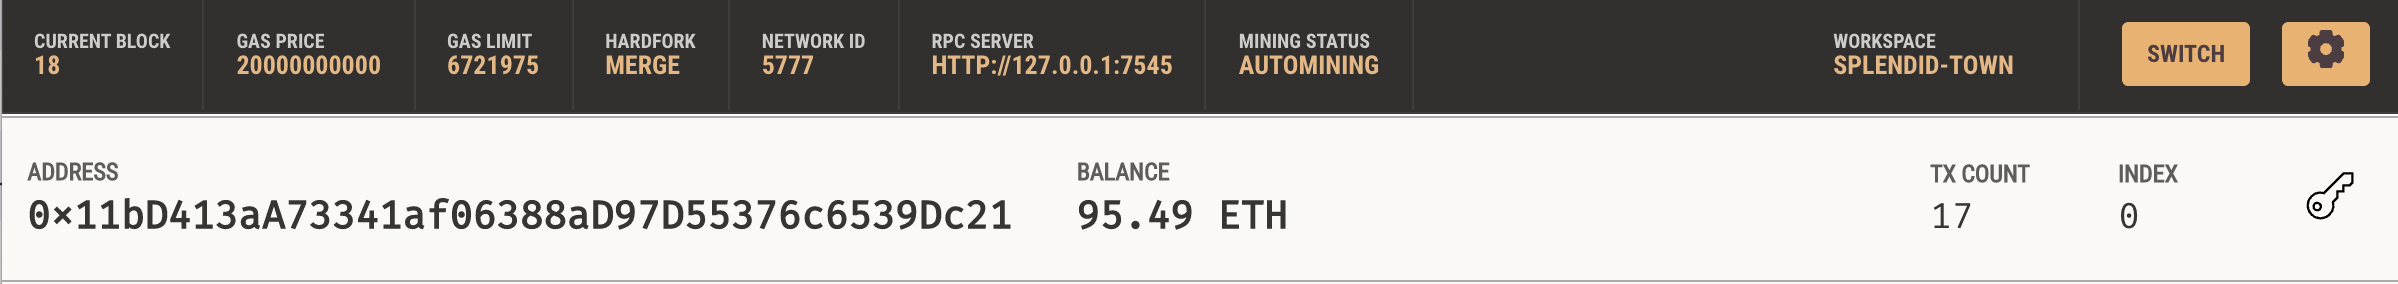 CURRENT BLOCK
18
GAS PRICE
20000000000
GAS LIMIT
6721975
HARDFORK
MERGE
NETWORK ID
5777
RPC SERVER
HTTP://127.0.0.1:7545
MINING STATUS
AUTOMINING
WORKSPACE
SPLENDID-TOWN
SWITCH
ADDRESS
0×11bD413aA73341af06388aD97D55376c6539Dc21
BALANCE
95.49 ETH
TX COUNT
17
INDEX
0